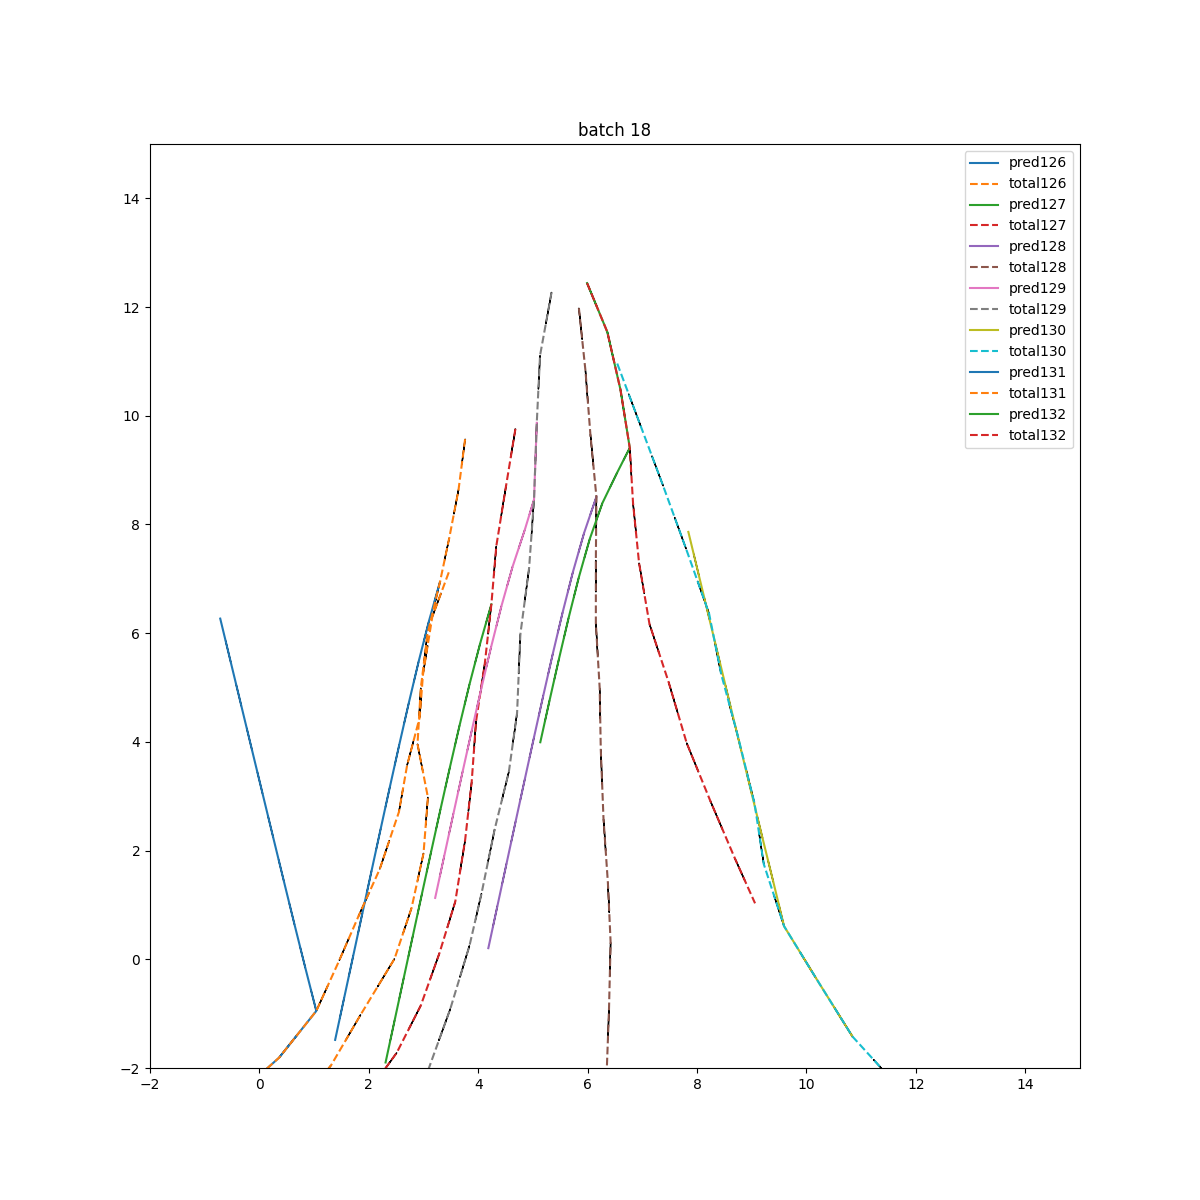 batch 18
pred126
total126
pred127
total127
pred128
total128
pred129
total129
pred130
total130
pred131
total131
pred132
total132
14
12
10
8
6
4
2
0
−2
−2 0 2 4 6 8 10 12 14